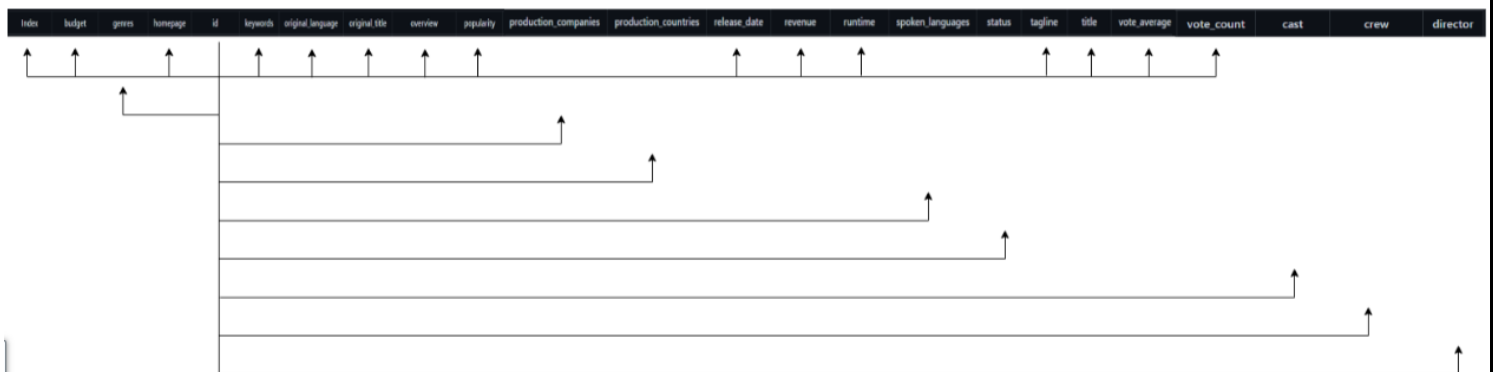 Index budget genres homepage id keywords original_language original_title overview popularity production_companies production_countries release_date revenue runtime spoken_languages status tagline title vote_average vote_count cast crew director